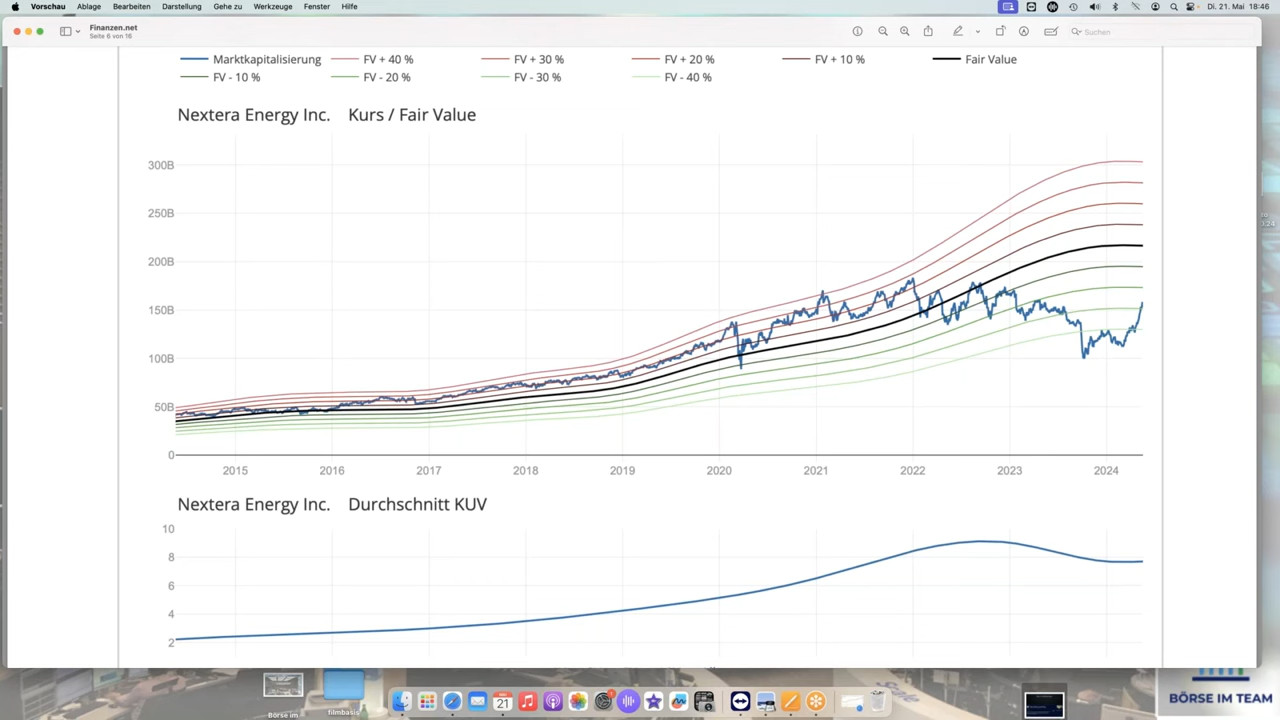 Vorschau Ablage Bearbeiten Darstellung Gehe zu Werkzeuge Fenster Hilfe Di. 21. Mai 18:46
Finanzen.net
Seite 6 von 16
Suchen
Marktkapitalisierung FV + 40 % FV + 30 % FV + 20 % FV + 10 % Fair Value
FV - 10 % FV - 20 % FV - 30 % FV - 40 %
Nextera Energy Inc. Kurs / Fair Value
300B
250B
200B
150B
100B
50B
0
2015 2016 2017 2018 2019 2020 2021 2022 2023 2024
Nextera Energy Inc. Durchschnitt KUV
10
8
6
4
2
21
Börse im
filmbasis
BÖRSE IM TEAM